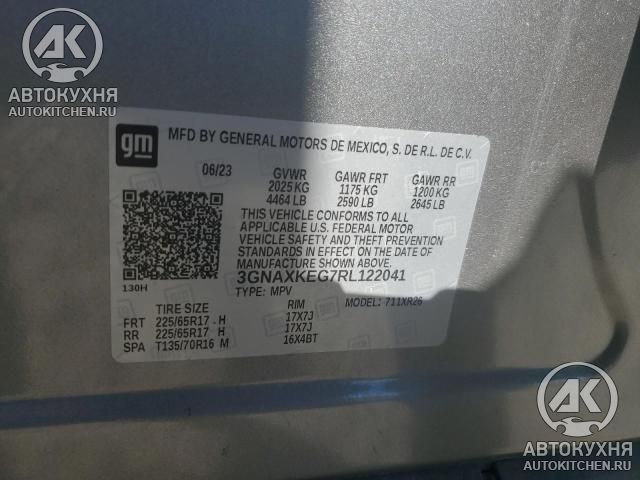 AK
АВТОКУХНЯ
AUTOKITCHEN.RU
gm
MFD BY GENERAL MOTORS DE MEXICO, S. DE R.L. DE C.V.
06/23 GVWR GAWR FRT GAWR RR
2025 KG 1175 KG 1200 KG
4464 LB 2590 LB 2645 LB
THIS VEHICLE CONFORMS TO ALL
APPLICABLE U.S. FEDERAL MOTOR
VEHICLE SAFETY AND THEFT PREVENTION
STANDARDS IN EFFECT ON THE DATE OF
MANUFACTURE SHOWN ABOVE.
130H
3GNAXKEG7RL122041
TYPE: MPV MODEL: 711XR26
TIRE SIZE RIM
FRT 225/65R17 H 17X7J
RR 225/65R17 H 17X7J
SPA T135/70R16 M 16X4BT
AK
АВТОКУХНЯ
AUTOKITCHEN.RU